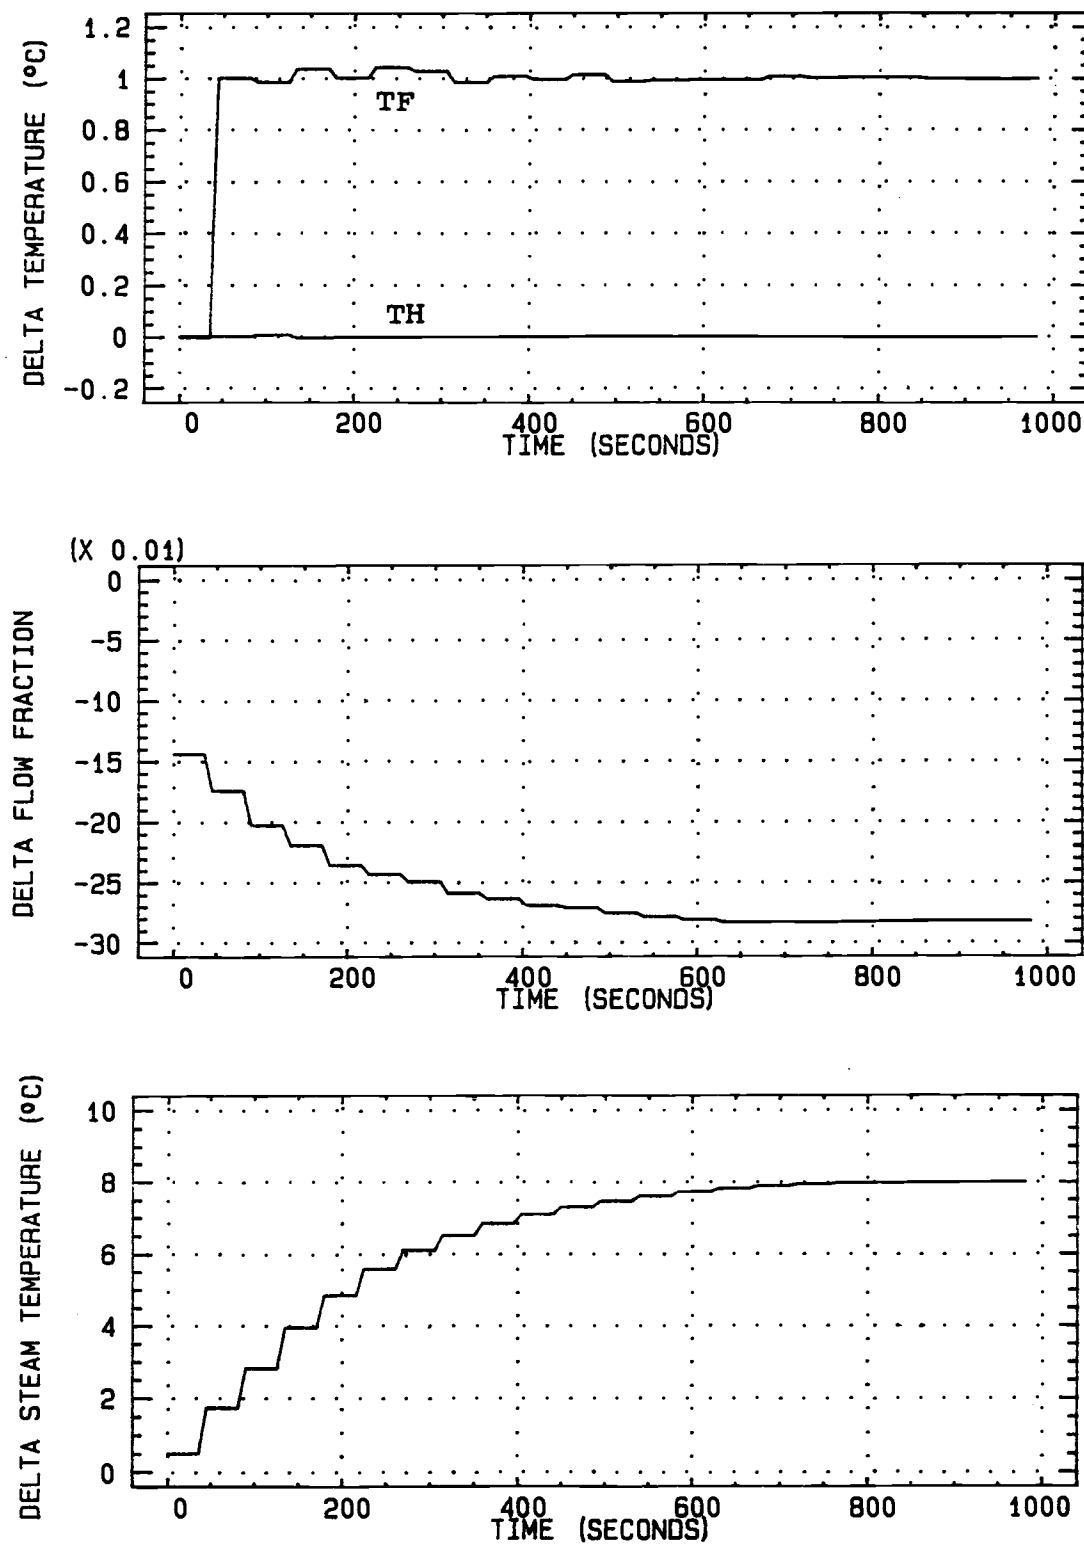 DELTA TEMPERATURE (ºC)
1.2
1
0.8
0.6
0.4
0.2
0
-0.2
TF
TH
0 200 400 600 800 1000
TIME (SECONDS)
(X 0.01)
DELTA FLOW FRACTION
0
-5
-10
-15
-20
-25
-30
0 200 400 600 800 1000
TIME (SECONDS)
DELTA STEAM TEMPERATURE (ºC)
10
8
6
4
2
0
0 200 400 600 800 1000
TIME (SECONDS)